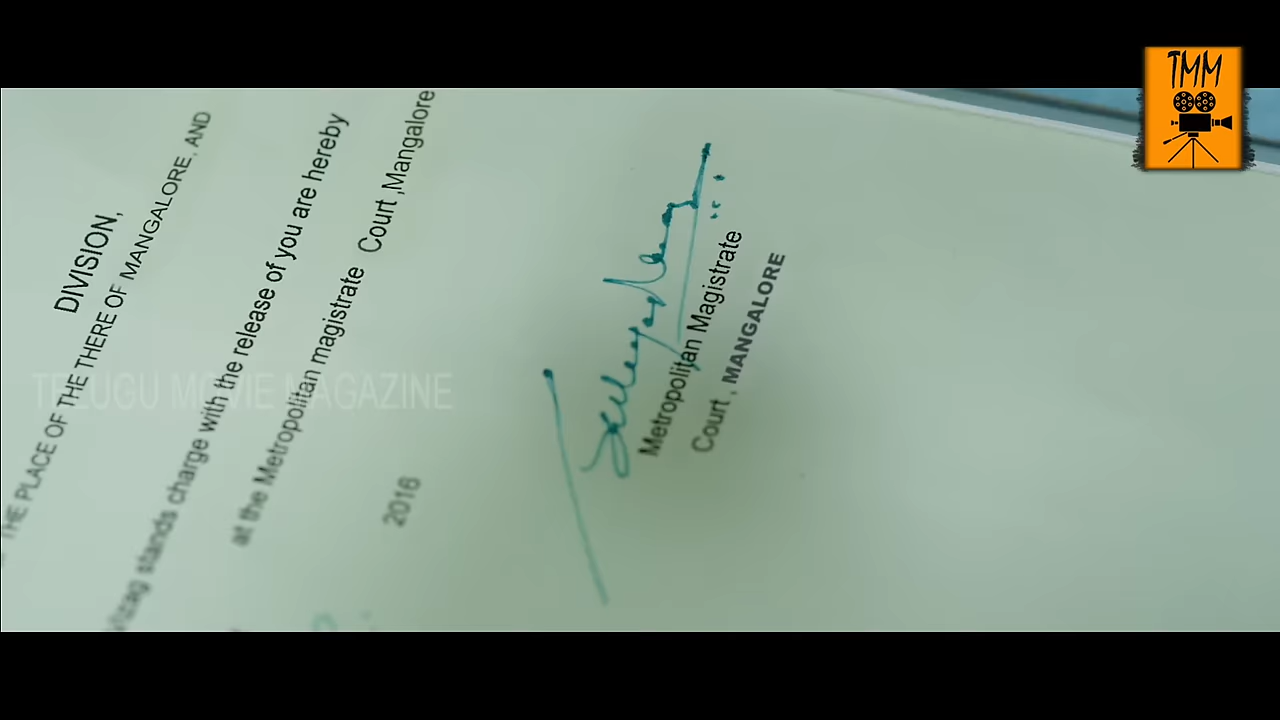 TMM
DIVISION,
THE PLACE OF THE THERE OF MANGALORE, AND
Vizag stands charge with the release of you are hereby
at the Metropolitan magistrate Court ,Mangalore
2016
Metropolitan Magistrate
Court , MANGALORE
TELUGU MOVIE MAGAZINE